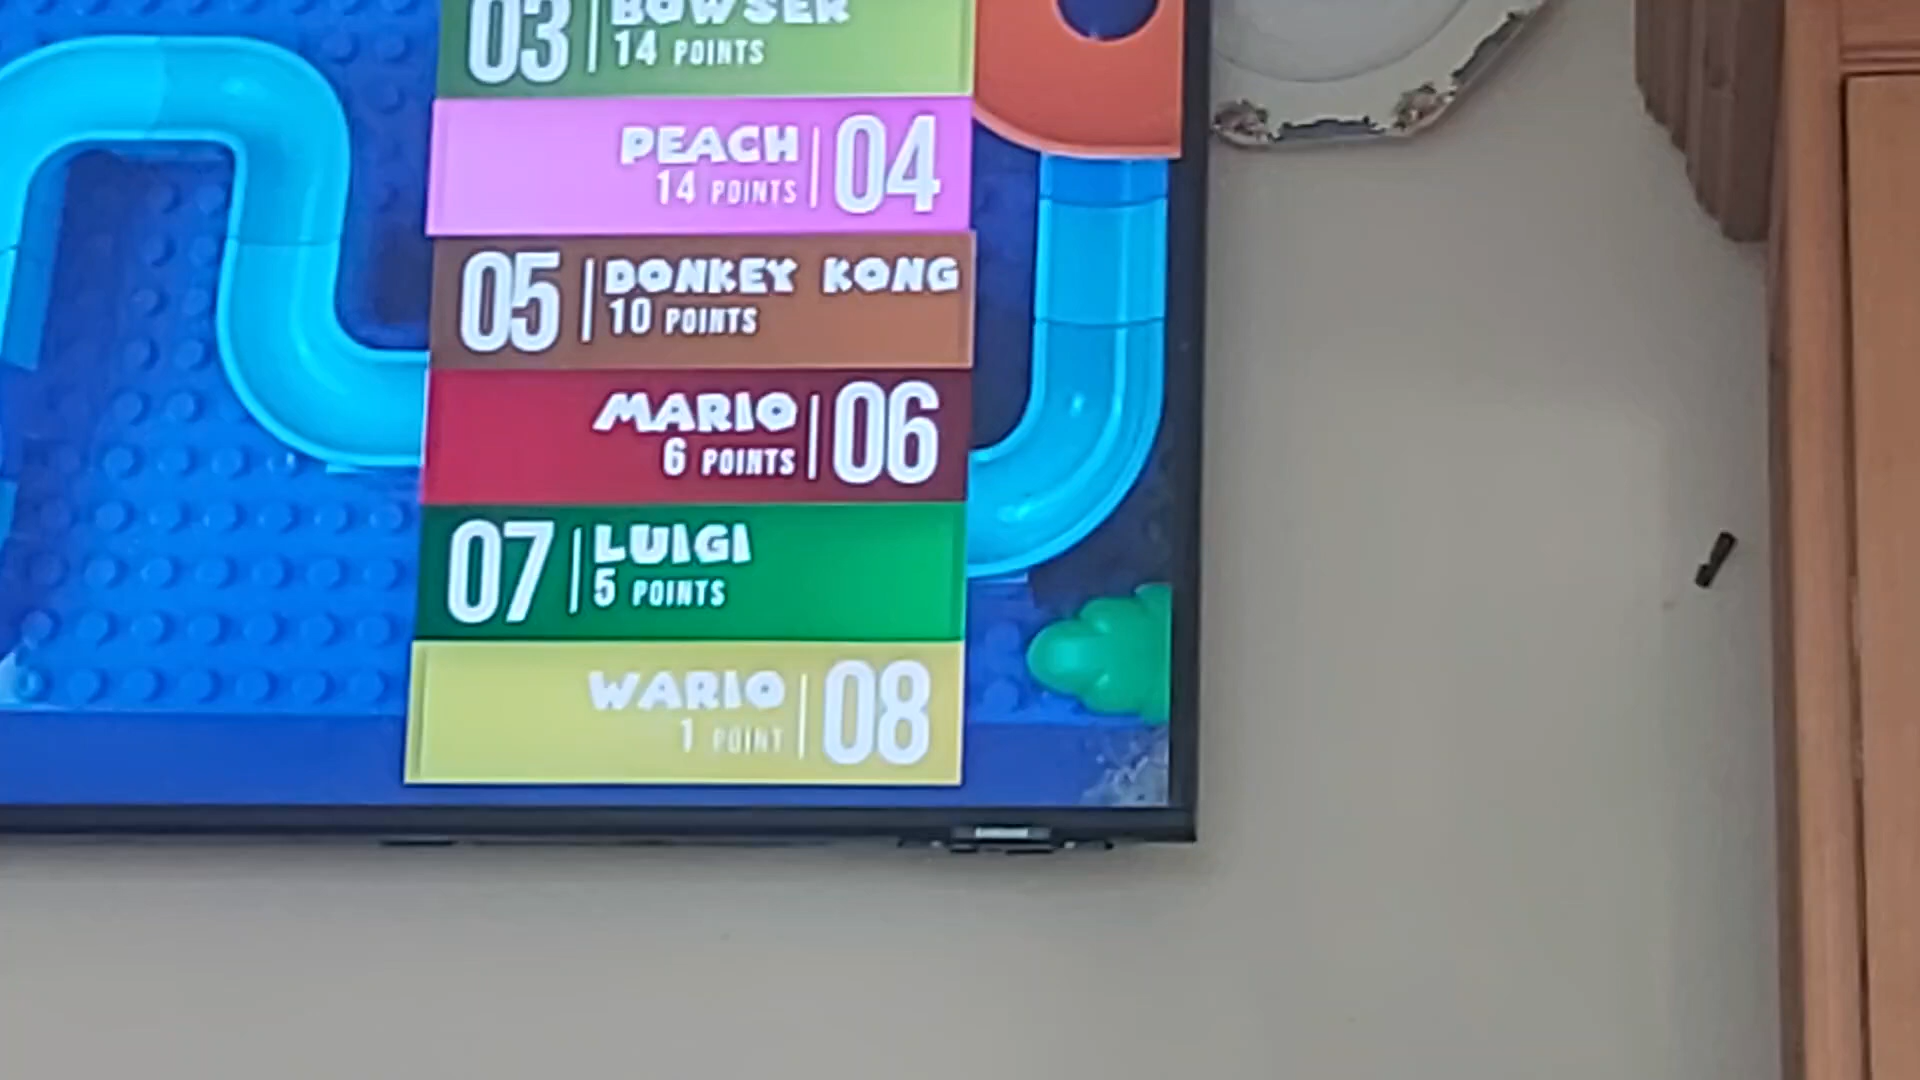 03 BOWSER
14 POINTS
PEACH 04
14 POINTS
05 DONKEY KONG
10 POINTS
MARIO 06
6 POINTS
07 LUIGI
5 POINTS
WARIO 08
1 POINT